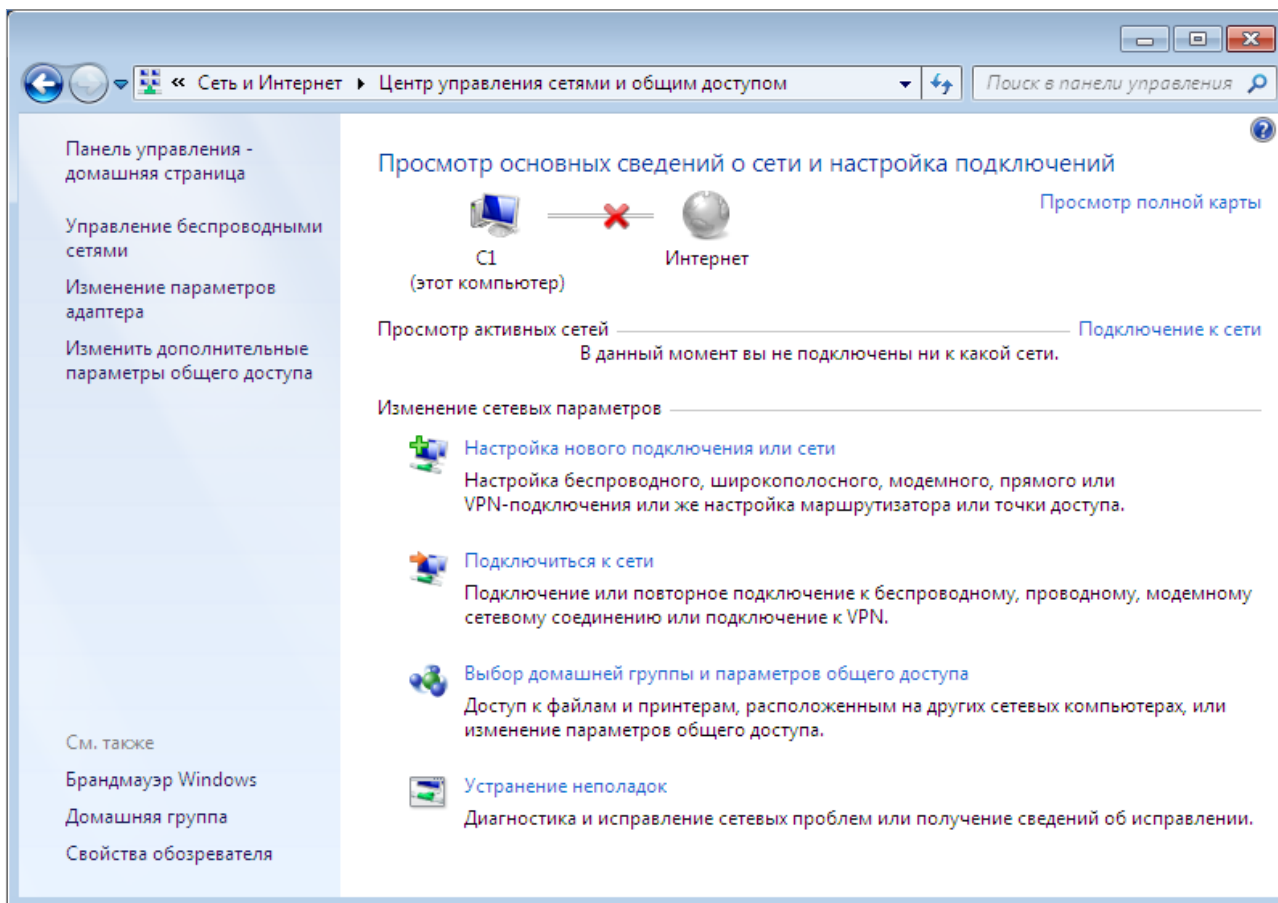 « Сеть и Интернет ▸ Центр управления сетями и общим доступом
Поиск в панели управления
Панель управления -
домашняя страница
Управление беспроводными
сетями
Изменение параметров
адаптера
Изменить дополнительные
параметры общего доступа
См. также
Брандмауэр Windows
Домашняя группа
Свойства обозревателя
Просмотр основных сведений о сети и настройка подключений
Просмотр полной карты
C1
(этот компьютер)
Интернет
Просмотр активных сетей
Подключение к сети
В данный момент вы не подключены ни к какой сети.
Изменение сетевых параметров
Настройка нового подключения или сети
Настройка беспроводного, широкополосного, модемного, прямого или
VPN-подключения или же настройка маршрутизатора или точки доступа.
Подключиться к сети
Подключение или повторное подключение к беспроводному, проводному, модемному
сетевому соединению или подключение к VPN.
Выбор домашней группы и параметров общего доступа
Доступ к файлам и принтерам, расположенным на других сетевых компьютерах, или
изменение параметров общего доступа.
Устранение неполадок
Диагностика и исправление сетевых проблем или получение сведений об исправлении.